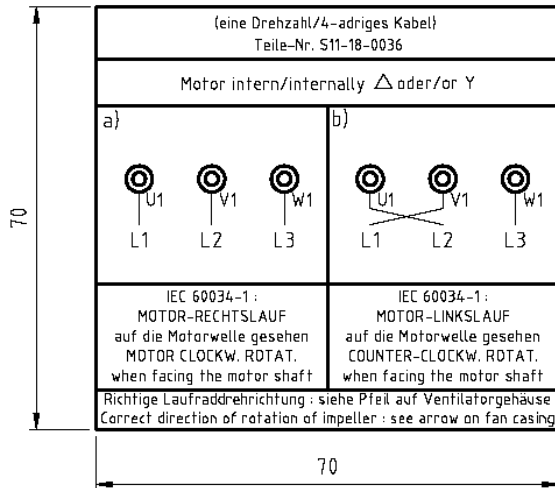 (eine Drehzahl/4-adriges Kabel)
Teile-Nr. S11-18-0036
Motor intern/internally △ oder/or Y
a)
U1 V1 W1
L1 L2 L3
b)
U1 V1 W1
L1 L2 L3
IEC 60034-1 :
MOTOR-RECHTSLAUF
auf die Motorwelle gesehen
MOTOR CLOCKW. ROTAT.
when facing the motor shaft
IEC 60034-1 :
MOTOR-LINKSLAUF
auf die Motorwelle gesehen
COUNTER-CLOCKW. ROTAT.
when facing the motor shaft
Richtige Laufraddrehrichtung : siehe Pfeil auf Ventilatorgehäuse
Correct direction of rotation of impeller : see arrow on fan casing
70
70